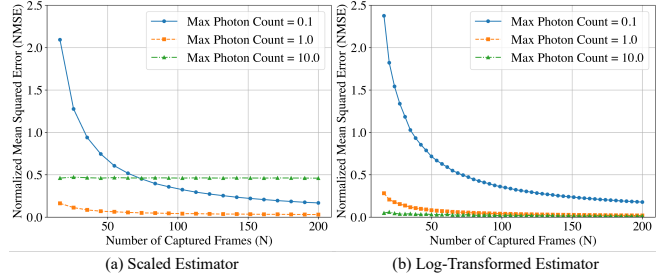 Normalized Mean Squared Error (NMSE)
2.5
2.0
1.5
1.0
0.5
0.0
Max Photon Count = 0.1
Max Photon Count = 1.0
Max Photon Count = 10.0
50
100
150
200
Number of Captured Frames (N)
(a) Scaled Estimator
Normalized Mean Squared Error (NMSE)
2.5
2.0
1.5
1.0
0.5
0.0
Max Photon Count = 0.1
Max Photon Count = 1.0
Max Photon Count = 10.0
50
100
150
200
Number of Captured Frames (N)
(b) Log-Transformed Estimator